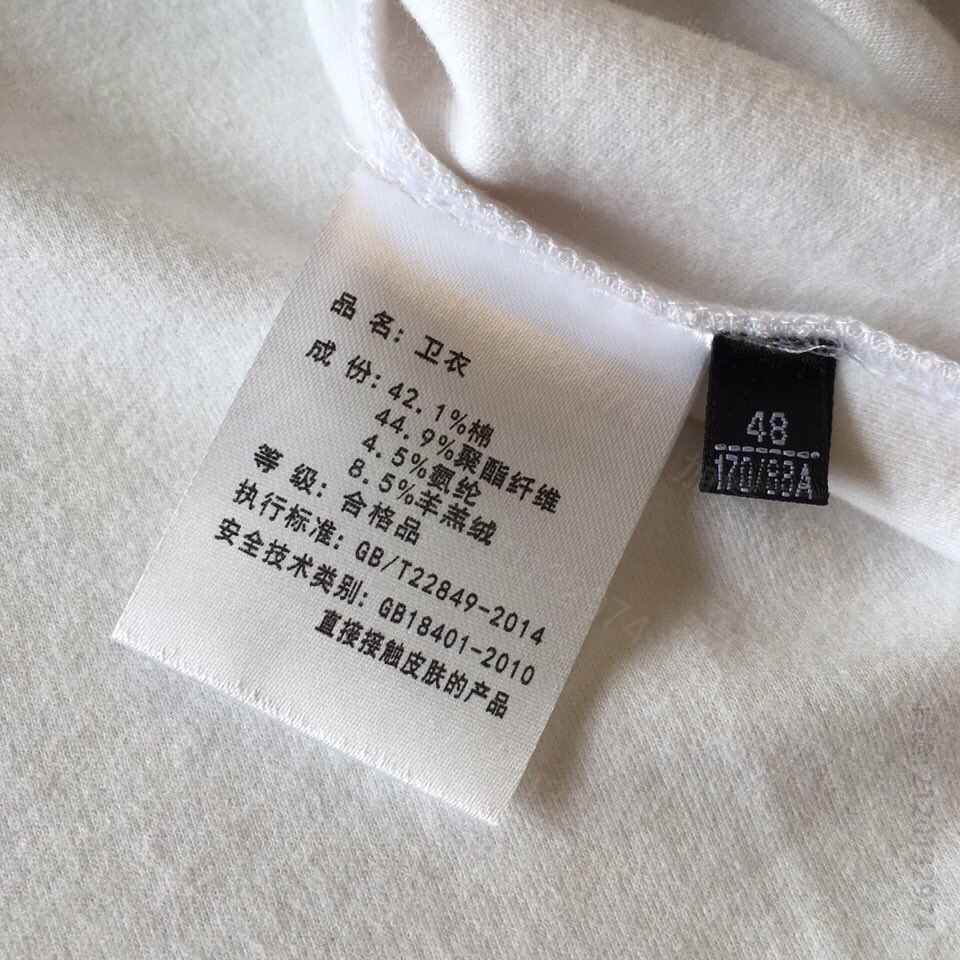 品 名: 卫衣
成 份: 42.1%棉
44.9%聚酯纤维
4.5%氨纶
8.5%羊羔绒
等 级: 合格品
执行标准: GB/T22849-2014
安全技术类别: GB18401-2010
直接接触皮肤的产品
48
170/88A